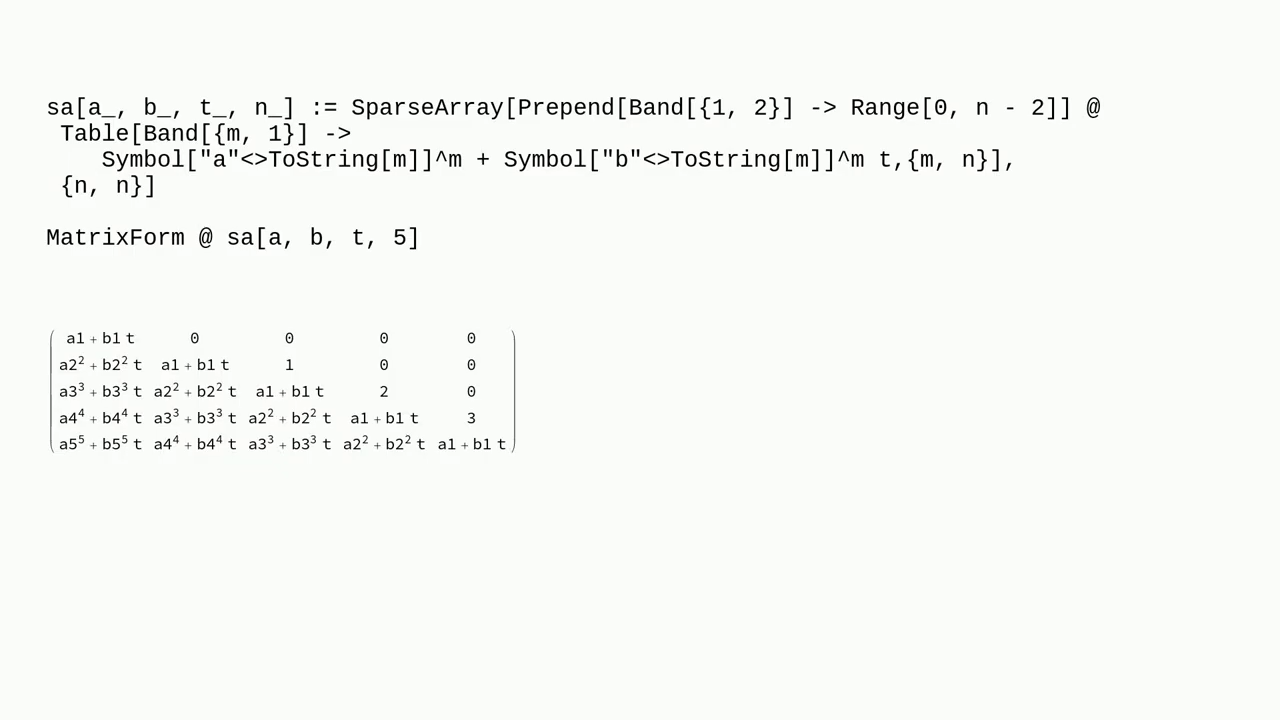 sa[a_, b_, t_, n_] := SparseArray[Prepend[Band[{1, 2}] -> Range[0, n - 2]] @
Table[Band[{m, 1}] ->
Symbol["a"<>ToString[m]]^m + Symbol["b"<>ToString[m]]^m t,{m, n}],
{n, n}]
MatrixForm @ sa[a, b, t, 5]
a1 + b1 t 0 0 0 0
a2² + b2² t a1 + b1 t 1 0 0
a3³ + b3³ t a2² + b2² t a1 + b1 t 2 0
a4⁴ + b4⁴ t a3³ + b3³ t a2² + b2² t a1 + b1 t 3
a5⁵ + b5⁵ t a4⁴ + b4⁴ t a3³ + b3³ t a2² + b2² t a1 + b1 t